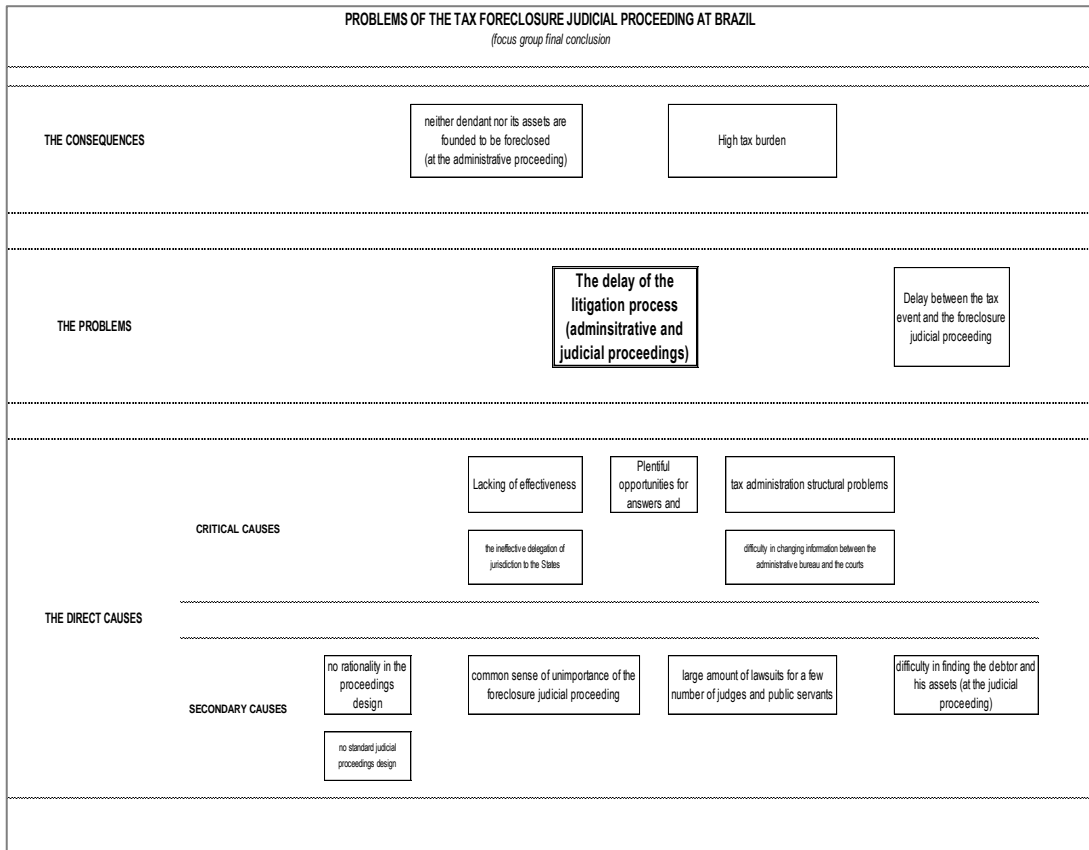 PROBLEMS OF THE TAX FORECLOSURE JUDICIAL PROCEEDING AT BRAZIL
(focus group final conclusion
THE CONSEQUENCES
neither dendant nor its assets are
founded to be foreclosed
(at the administrative proceeding)
High tax burden
THE PROBLEMS
The delay of the
litigation process
(adminsitrative and
judicial proceedings)
Delay between the tax
event and the foreclosure
judicial proceeding
THE DIRECT CAUSES
CRITICAL CAUSES
Lacking of effectiveness
Plentiful
opportunities for
answers and
tax administration structural problems
the ineffective delegation of
jurisdiction to the States
difficulty in changing information between the
administrative bureau and the courts
SECONDARY CAUSES
no rationality in the
proceedings
design
common sense of unimportance of the
foreclosure judicial proceeding
large amount of lawsuits for a few
number of judges and public servants
difficulty in finding the debtor and
his assets (at the judicial
proceeding)
no standard judicial
proceedings design